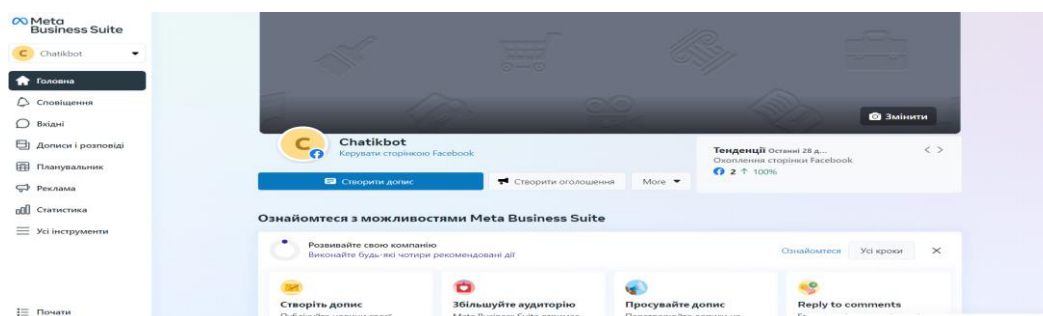 Meta
Business Suite
C Chatikbot
Головна
Сповіщення
Вхідні
Дописи і розповіді
Планувальник
Реклама
Статистика
Усі інструменти
Почати
Змінити
C
Chatikbot
Керувати сторінкою Facebook
Створити допис
Створити оголошення
More
Тенденції Останні 28 д...
Охоплення сторінки Facebook
2 ↑ 100%
Ознайомтеся з можливостями Meta Business Suite
Розвивайте свою компанію
Виконайте будь-які чотири рекомендовані дії
Ознайомтеся
Усі кроки
Створіть допис
Збільшуйте аудиторію
Просувайте допис
Reply to comments